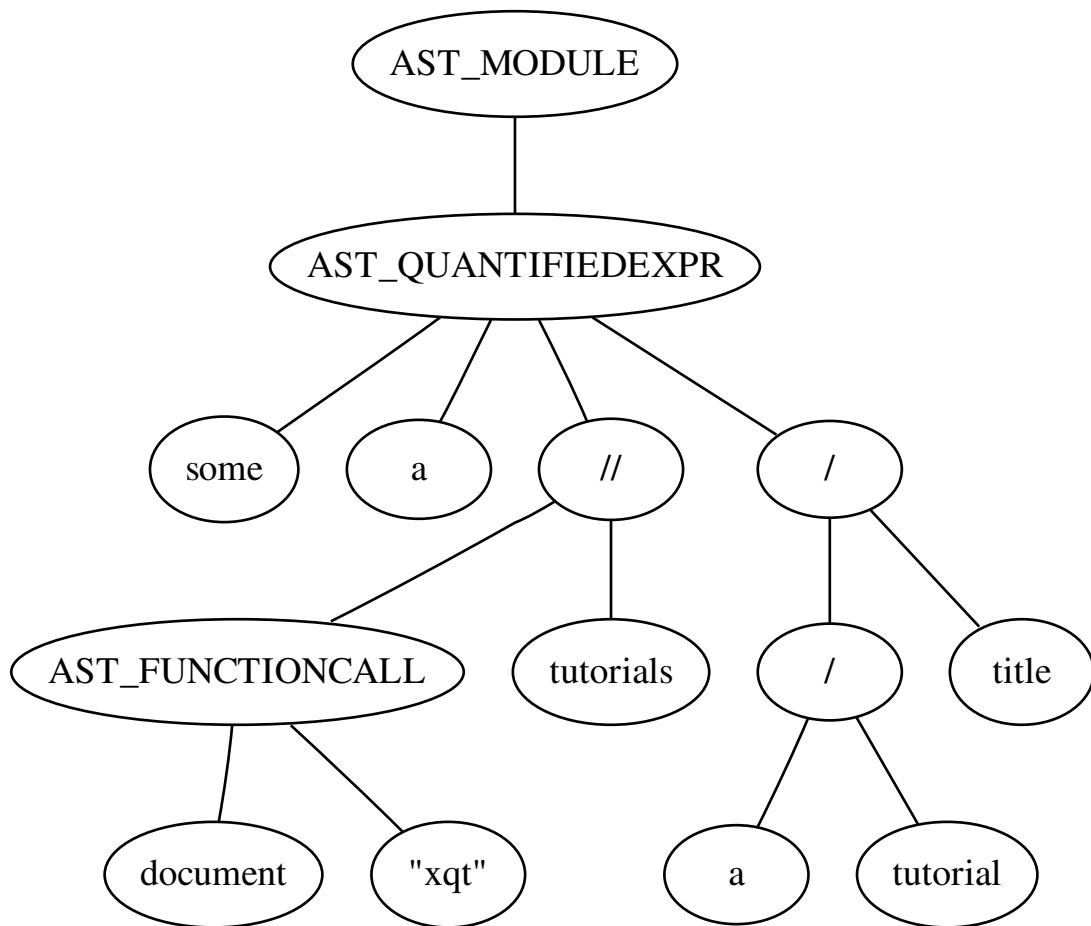 AST_MODULE
AST_QUANTIFIEDEXPR
some a // /
AST_FUNCTIONCALL tutorials / title
document "xqt" a tutorial